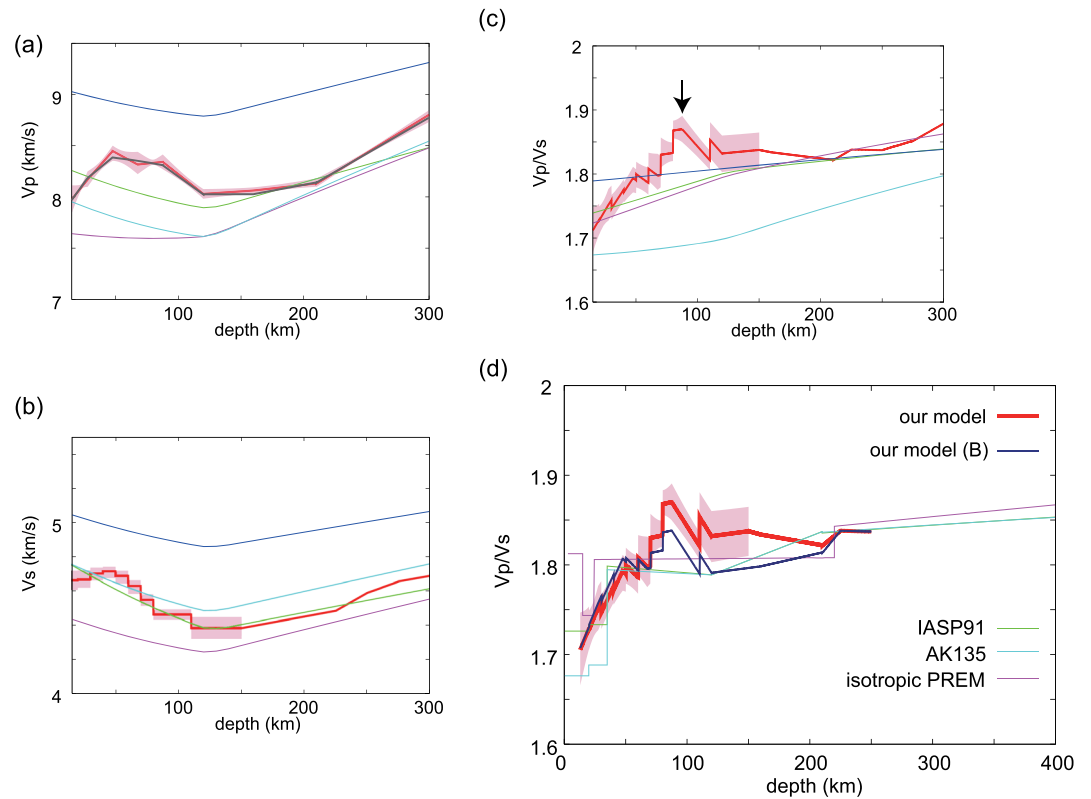 (a)
9
8
7
Vp (km/s)
100
200
300
depth (km)
(b)
5
4
Vs (km/s)
100
200
300
depth (km)
(c)
2
1.9
1.8
1.7
1.6
Vp/Vs
100
200
300
depth (km)
(d)
2
1.9
1.8
1.7
1.6
Vp/Vs
our model
our model (B)
IASP91
AK135
isotropic PREM
0
100
200
300
400
depth (km)